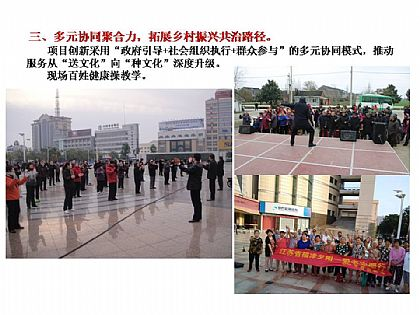 三、多元协同聚合力，拓展乡村振兴共治路径。
项目创新采用“政府引导+社会组织执行+群众参与”的多元协同模式，推动
服务从“送文化”向“种文化”深度升级。
现场百姓健康操教学。